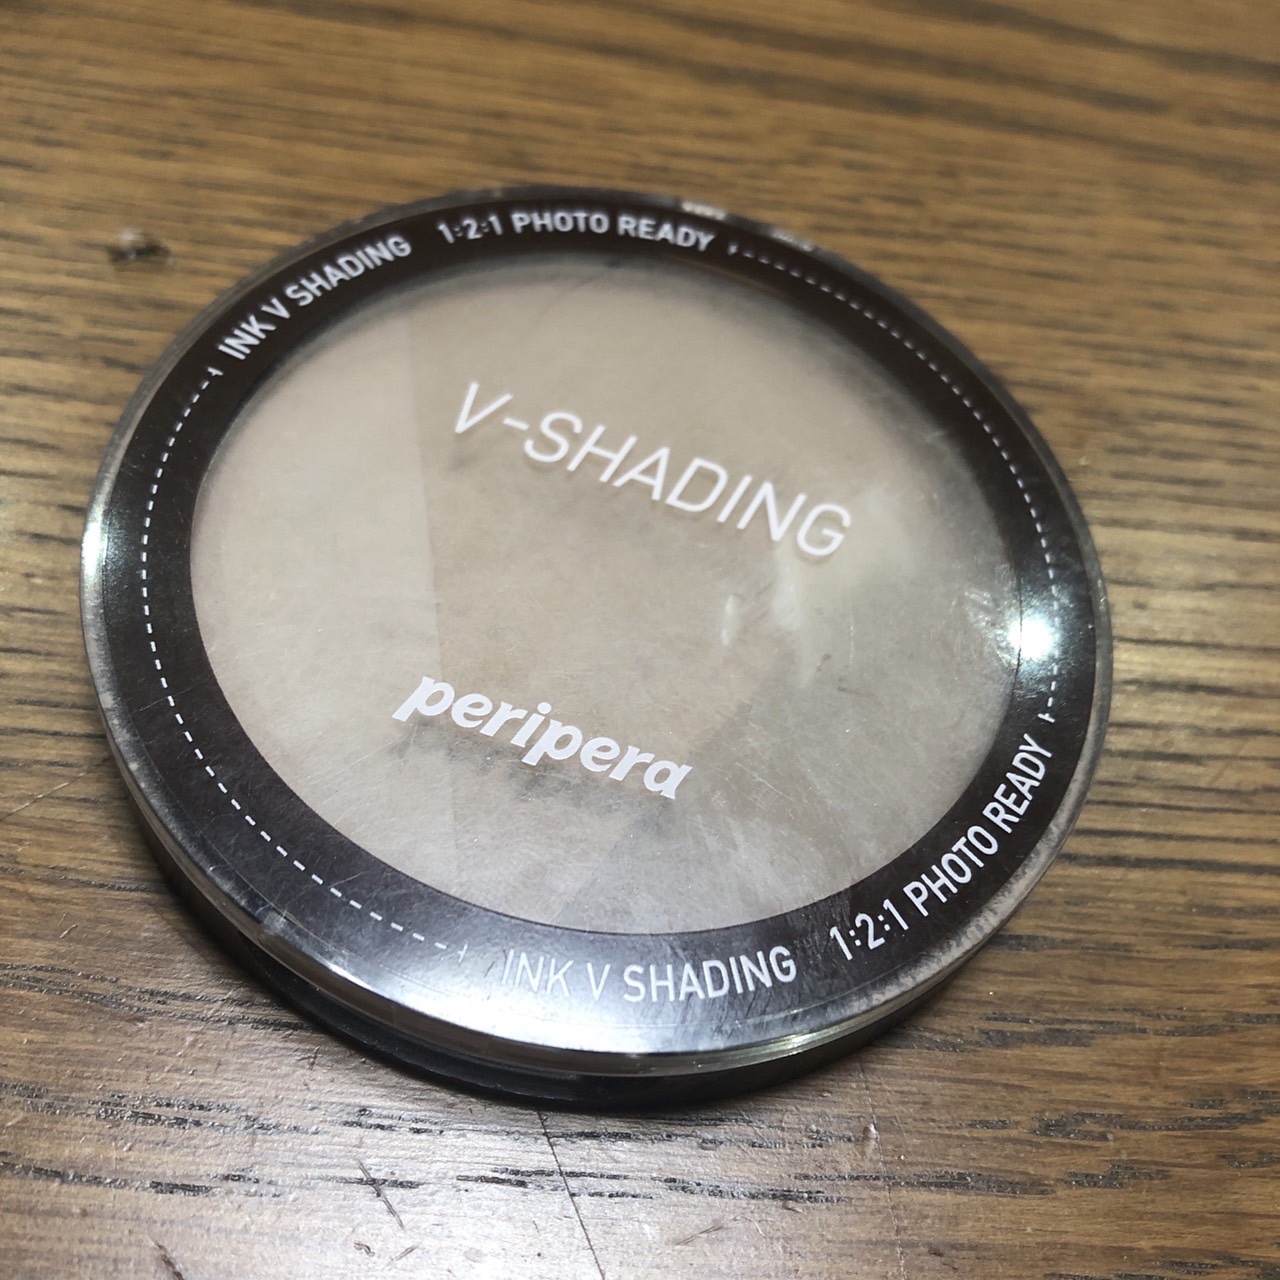 INK V SHADING 1:2:1 PHOTO READY
V-SHADING
peripera
INK V SHADING 1:2:1 PHOTO READY